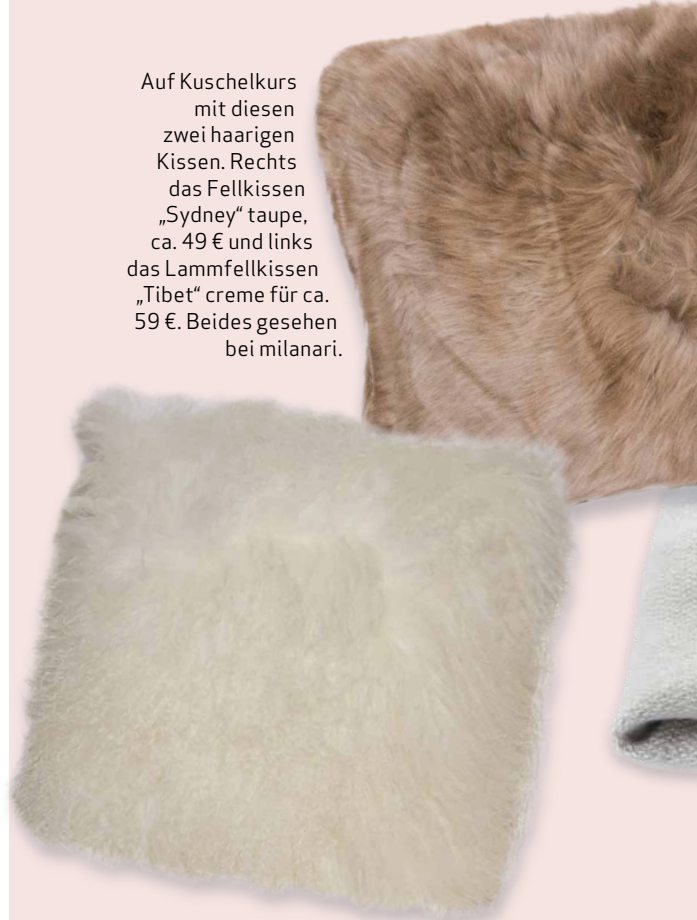 Auf Kuschelkurs
mit diesen
zwei haarigen
Kissen. Rechts
das Fellkissen
„Sydney“ taupe,
ca. 49 € und links
das Lammfellkissen
„Tibet“ creme für ca.
59 €. Beides gesehen
bei milanari.